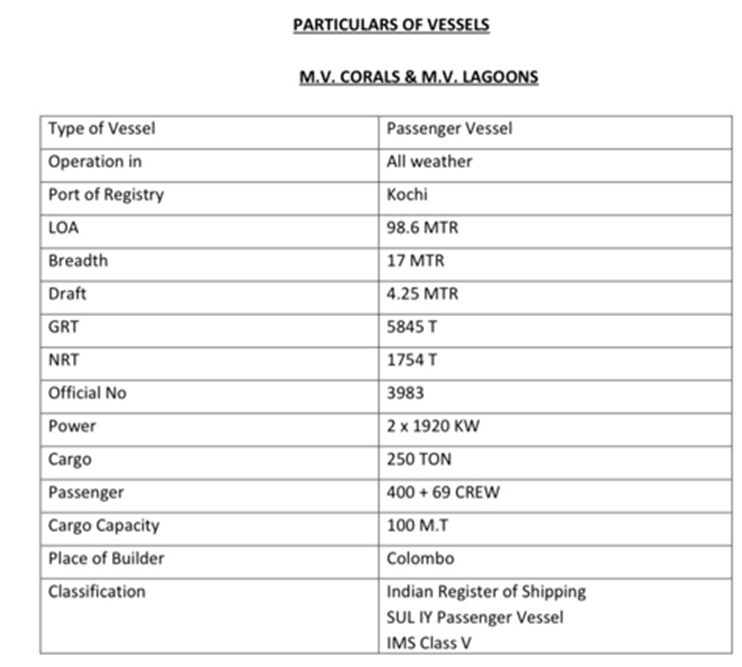 PARTICULARS OF VESSELS
M.V. CORALS & M.V. LAGOONS
Type of Vessel Passenger Vessel
Operation in All weather
Port of Registry Kochi
LOA 98.6 MTR
Breadth 17 MTR
Draft 4.25 MTR
GRT 5845 T
NRT 1754 T
Official No 3983
Power 2 x 1920 KW
Cargo 250 TON
Passenger 400 + 69 CREW
Cargo Capacity 100 M.T
Place of Builder Colombo
Classification Indian Register of Shipping
SUL IY Passenger Vessel
IMS Class V